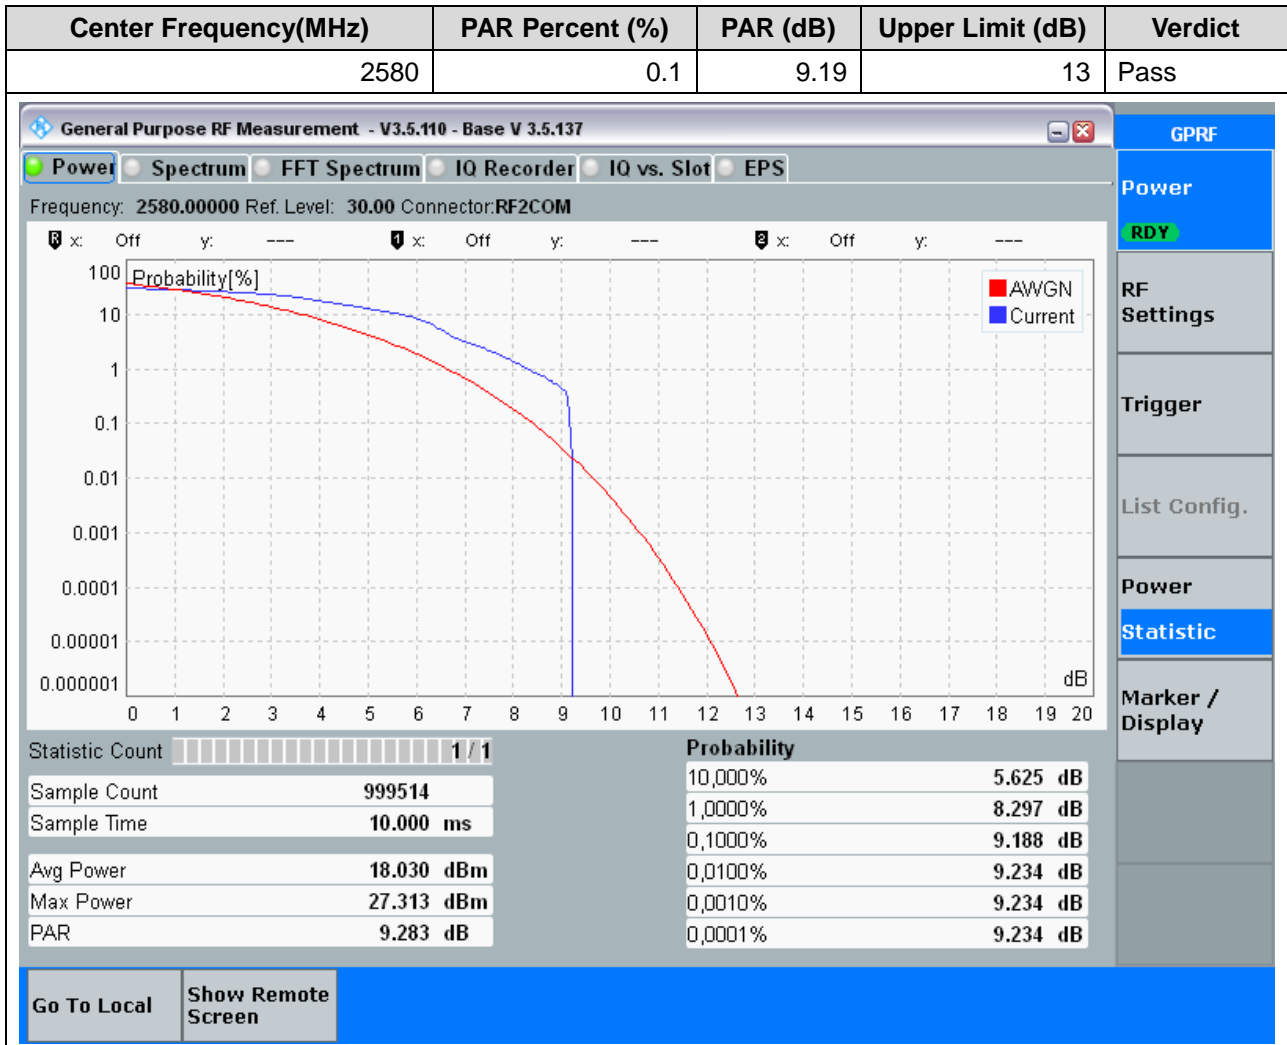 Center Frequency(MHz) PAR Percent (%) PAR (dB) Upper Limit (dB) Verdict
2580 0.1 9.19 13 Pass
General Purpose RF Measurement - V3.5.110 - Base V 3.5.137
GPRF
Power Spectrum FFT Spectrum IQ Recorder IQ vs. Slot EPS
Power
RDY
Frequency: 2580.00000 Ref. Level: 30.00 Connector:RF2COM
R x: Off y: --- 1 x: Off y: --- 2 x: Off y: ---
Probability[%]
100
10
1
0.1
0.01
0.001
0.0001
0.00001
0.000001
AWGN
Current
dB
0 1 2 3 4 5 6 7 8 9 10 11 12 13 14 15 16 17 18 19 20
RF
Settings
Trigger
List Config.
Power
Statistic
Marker /
Display
Statistic Count 1 / 1
Sample Count 999514
Sample Time 10.000 ms
Avg Power 18.030 dBm
Max Power 27.313 dBm
PAR 9.283 dB
Probability
10,000% 5.625 dB
1,0000% 8.297 dB
0,1000% 9.188 dB
0,0100% 9.234 dB
0,0010% 9.234 dB
0,0001% 9.234 dB
Go To Local
Show Remote
Screen